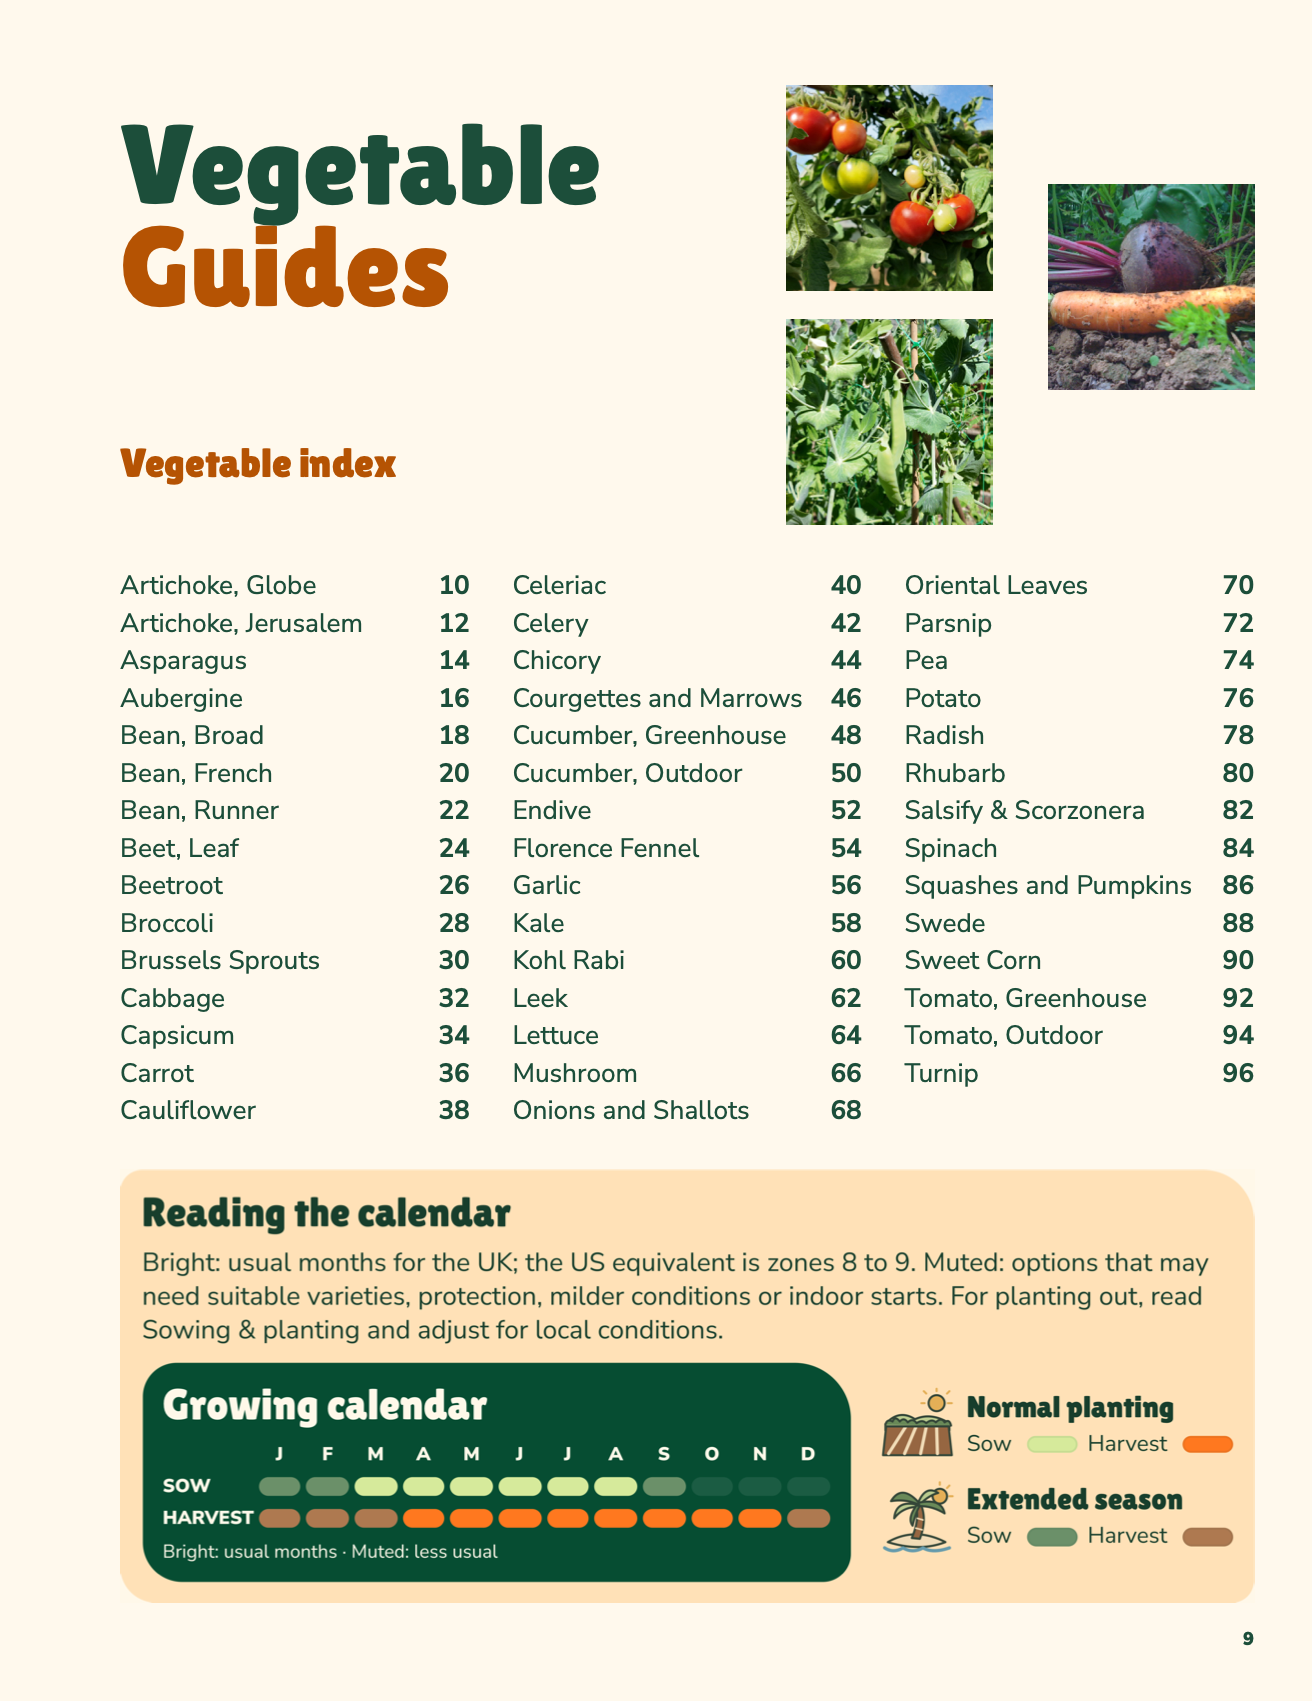 Vegetable
Guides
Vegetable index
Artichoke, Globe 10
Artichoke, Jerusalem 12
Asparagus 14
Aubergine 16
Bean, Broad 18
Bean, French 20
Bean, Runner 22
Beet, Leaf 24
Beetroot 26
Broccoli 28
Brussels Sprouts 30
Cabbage 32
Capsicum 34
Carrot 36
Cauliflower 38
Celeriac 40
Celery 42
Chicory 44
Courgettes and Marrows 46
Cucumber, Greenhouse 48
Cucumber, Outdoor 50
Endive 52
Florence Fennel 54
Garlic 56
Kale 58
Kohl Rabi 60
Leek 62
Lettuce 64
Mushroom 66
Onions and Shallots 68
Oriental Leaves 70
Parsnip 72
Pea 74
Potato 76
Radish 78
Rhubarb 80
Salsify & Scorzonera 82
Spinach 84
Squashes and Pumpkins 86
Swede 88
Sweet Corn 90
Tomato, Greenhouse 92
Tomato, Outdoor 94
Turnip 96
Reading the calendar
Bright: usual months for the UK; the US equivalent is zones 8 to 9. Muted: options that may
need suitable varieties, protection, milder conditions or indoor starts. For planting out, read
Sowing & planting and adjust for local conditions.
Growing calendar
J F M A M J J A S O N D
SOW
HARVEST
Bright: usual months · Muted: less usual
Normal planting
Sow Harvest
Extended season
Sow Harvest
9